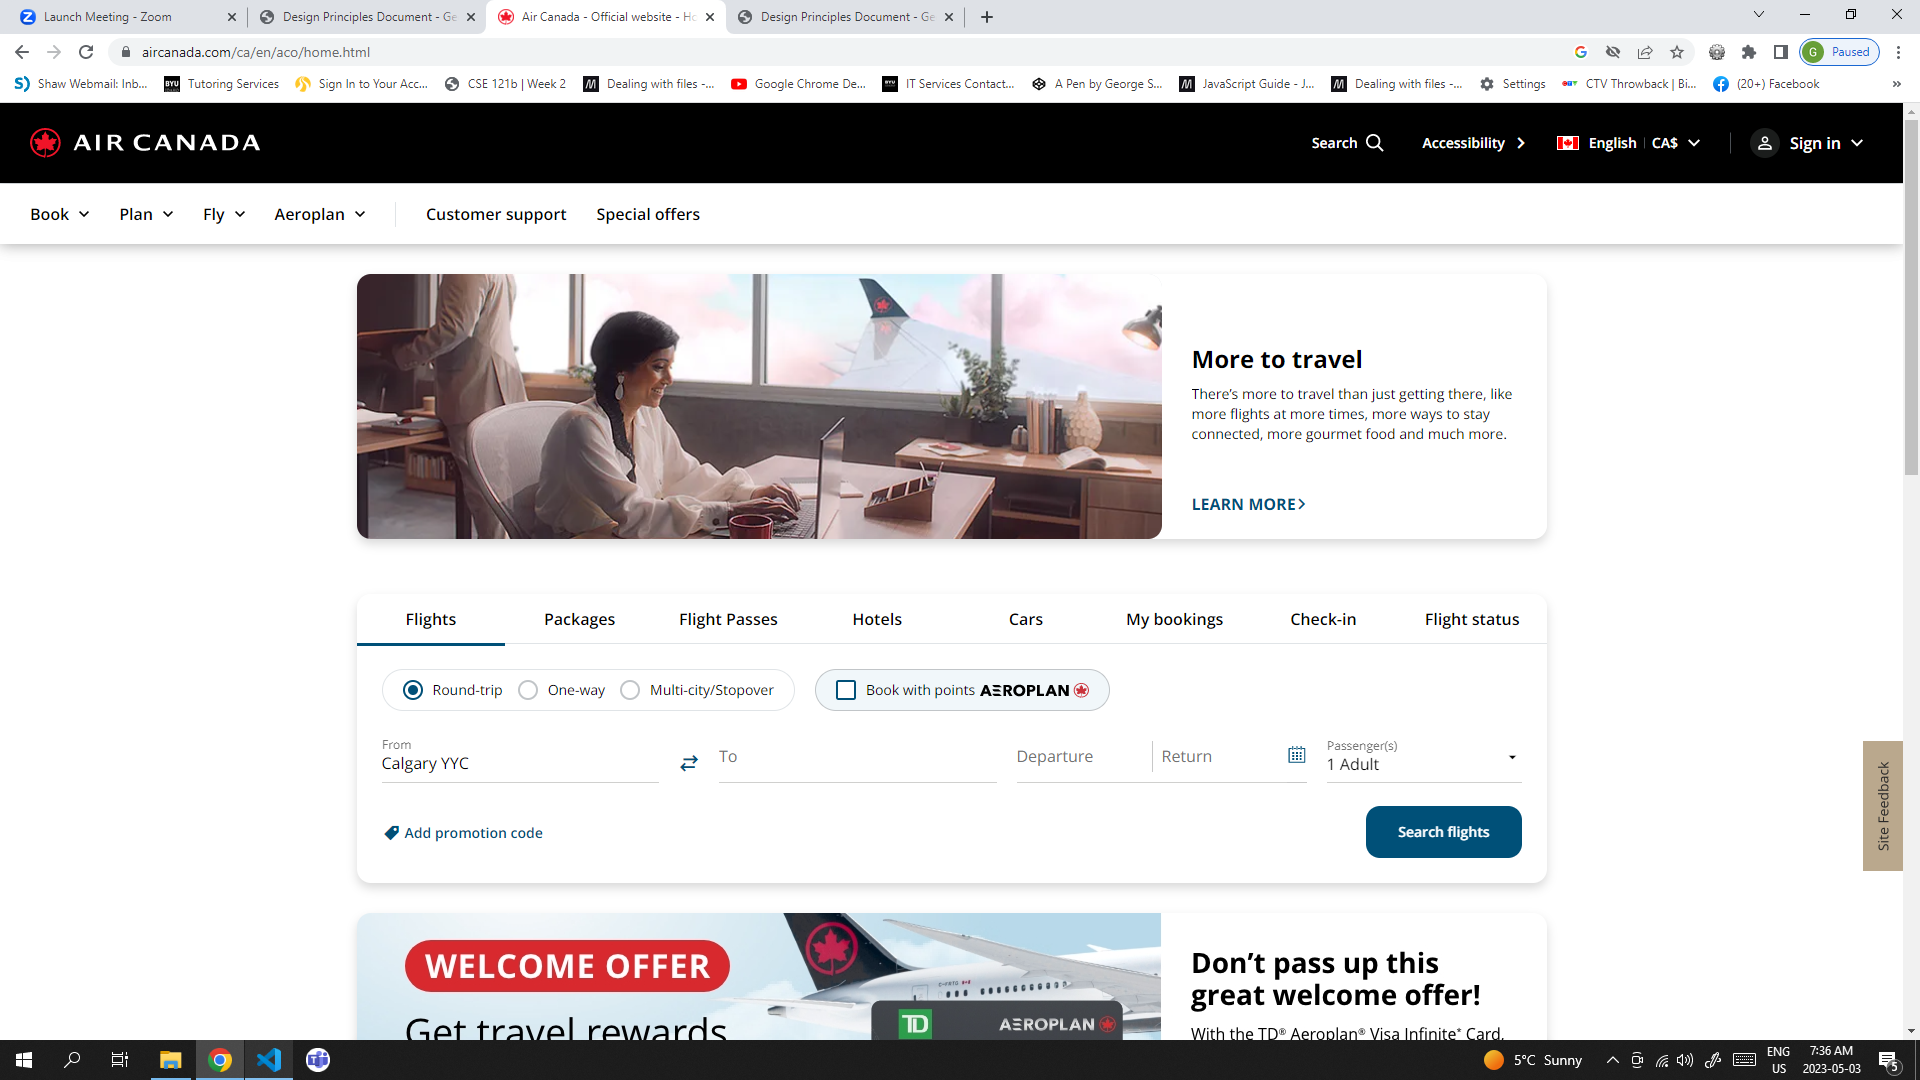 Launch Meeting - Zoom
Design Principles Document - Ge
Air Canada - Official website - Ho
Design Principles Document - Ge
aircanada.com/ca/en/aco/home.html
G Paused
Shaw Webmail: Inb...
BYU Tutoring Services
Sign In to Your Acc...
CSE 121b | Week 2
Dealing with files -...
Google Chrome De...
BYU IT Services Contact...
A Pen by George S...
JavaScript Guide - J...
Dealing with files -...
Settings
CTV Throwback | Bi...
(20+) Facebook
»
AIR CANADA
Search
Accessibility
English | CA$
Sign in
Book
Plan
Fly
Aeroplan
Customer support
Special offers
More to travel
There's more to travel than just getting there, like
more flights at more times, more ways to stay
connected, more gourmet food and much more.
LEARN MORE
Flights
Packages
Flight Passes
Hotels
Cars
My bookings
Check-in
Flight status
Round-trip
One-way
Multi-city/Stopover
Book with points AEROPLAN
From
Calgary YYC
To
Departure
Return
Passenger(s)
1 Adult
Add promotion code
Search flights
Site Feedback
WELCOME OFFER
Get travel rewards
TD
AEROPLAN
Don't pass up this
great welcome offer!
With the TD® Aeroplan® Visa Infinite* Card,
5°C Sunny
ENG
US
7:36 AM
2023-05-03
5